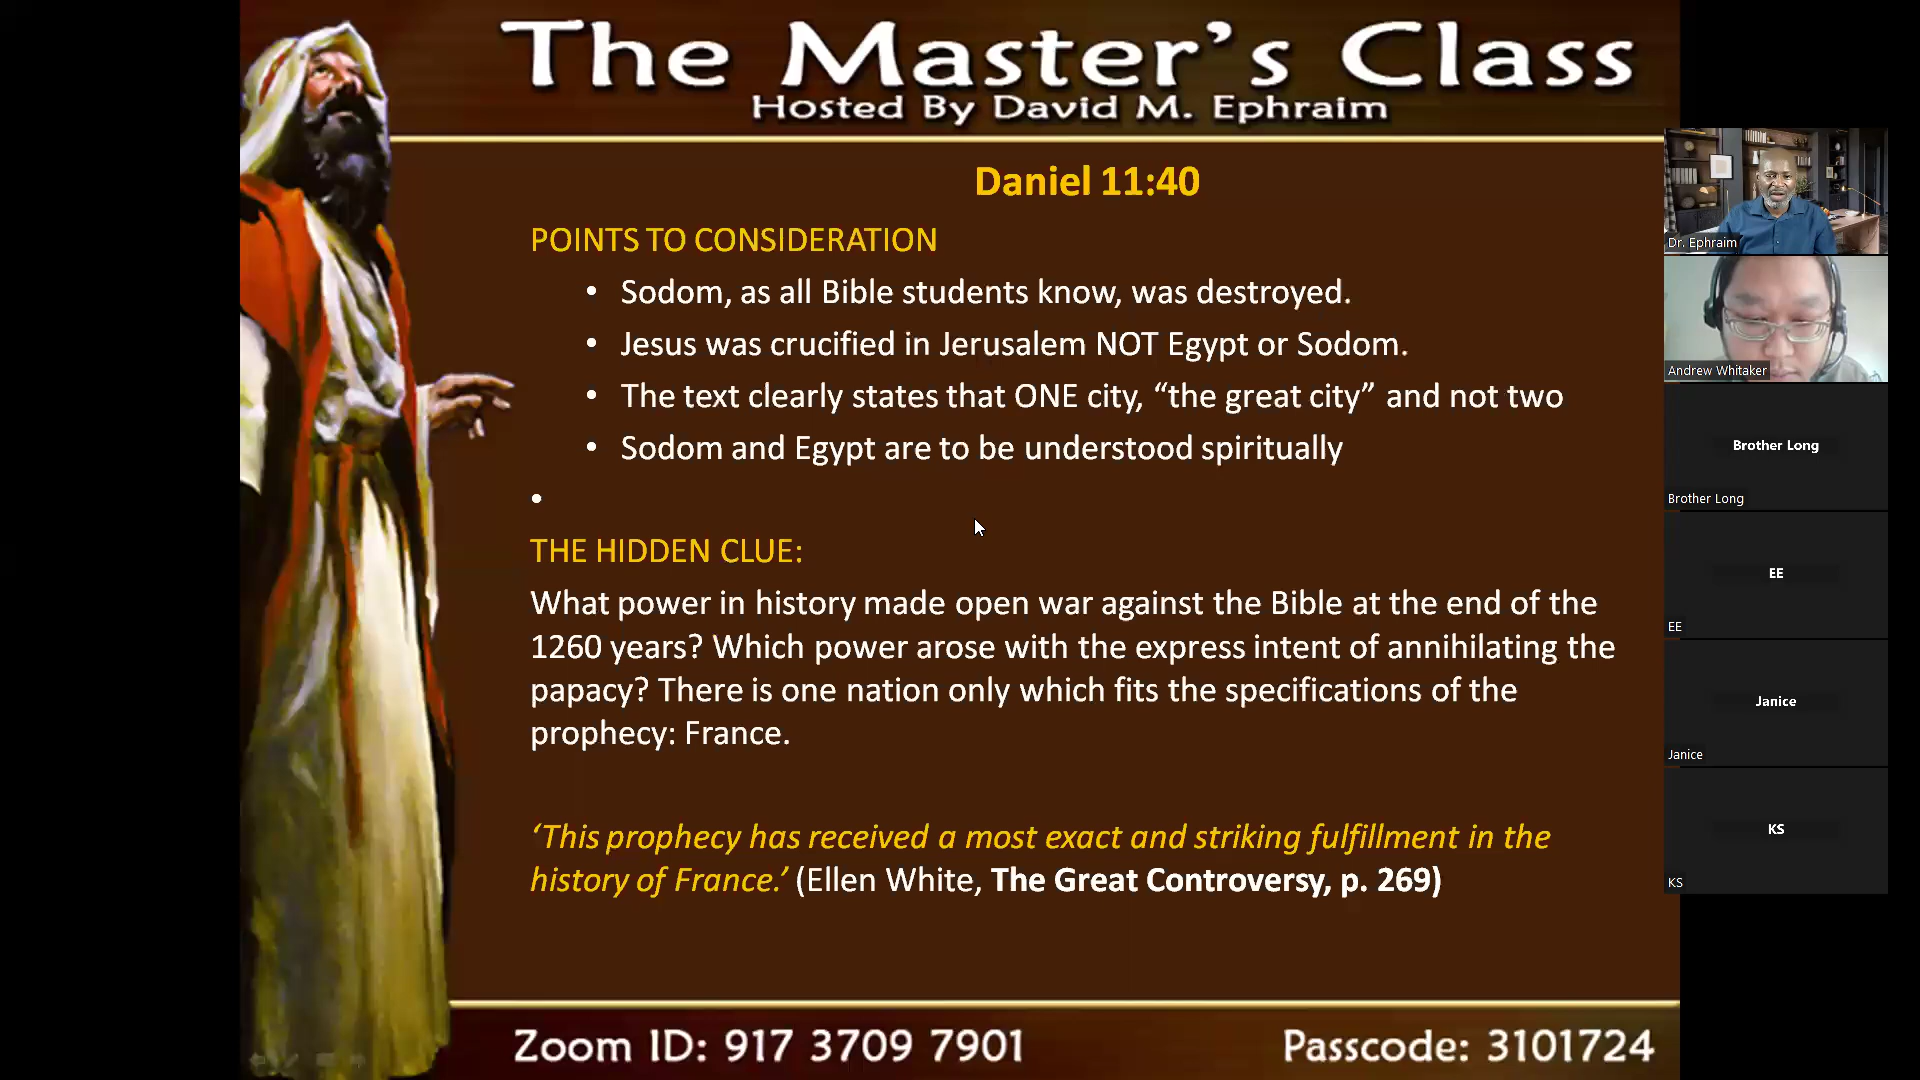 The Master's Class
Hosted By David M. Ephraim
Daniel 11:40
POINTS TO CONSIDERATION
• Sodom, as all Bible students know, was destroyed.
• Jesus was crucified in Jerusalem NOT Egypt or Sodom.
• The text clearly states that ONE city, “the great city” and not two
• Sodom and Egypt are to be understood spiritually
•
THE HIDDEN CLUE:
What power in history made open war against the Bible at the end of the
1260 years? Which power arose with the express intent of annihilating the
papacy? There is one nation only which fits the specifications of the
prophecy: France.
‘This prophecy has received a most exact and striking fulfillment in the
history of France.’ (Ellen White, The Great Controversy, p. 269)
Zoom ID: 917 3709 7901
Passcode: 3101724
Dr. Ephraim
Andrew Whitaker
Brother Long
Brother Long
EE
EE
Janice
Janice
KS
KS